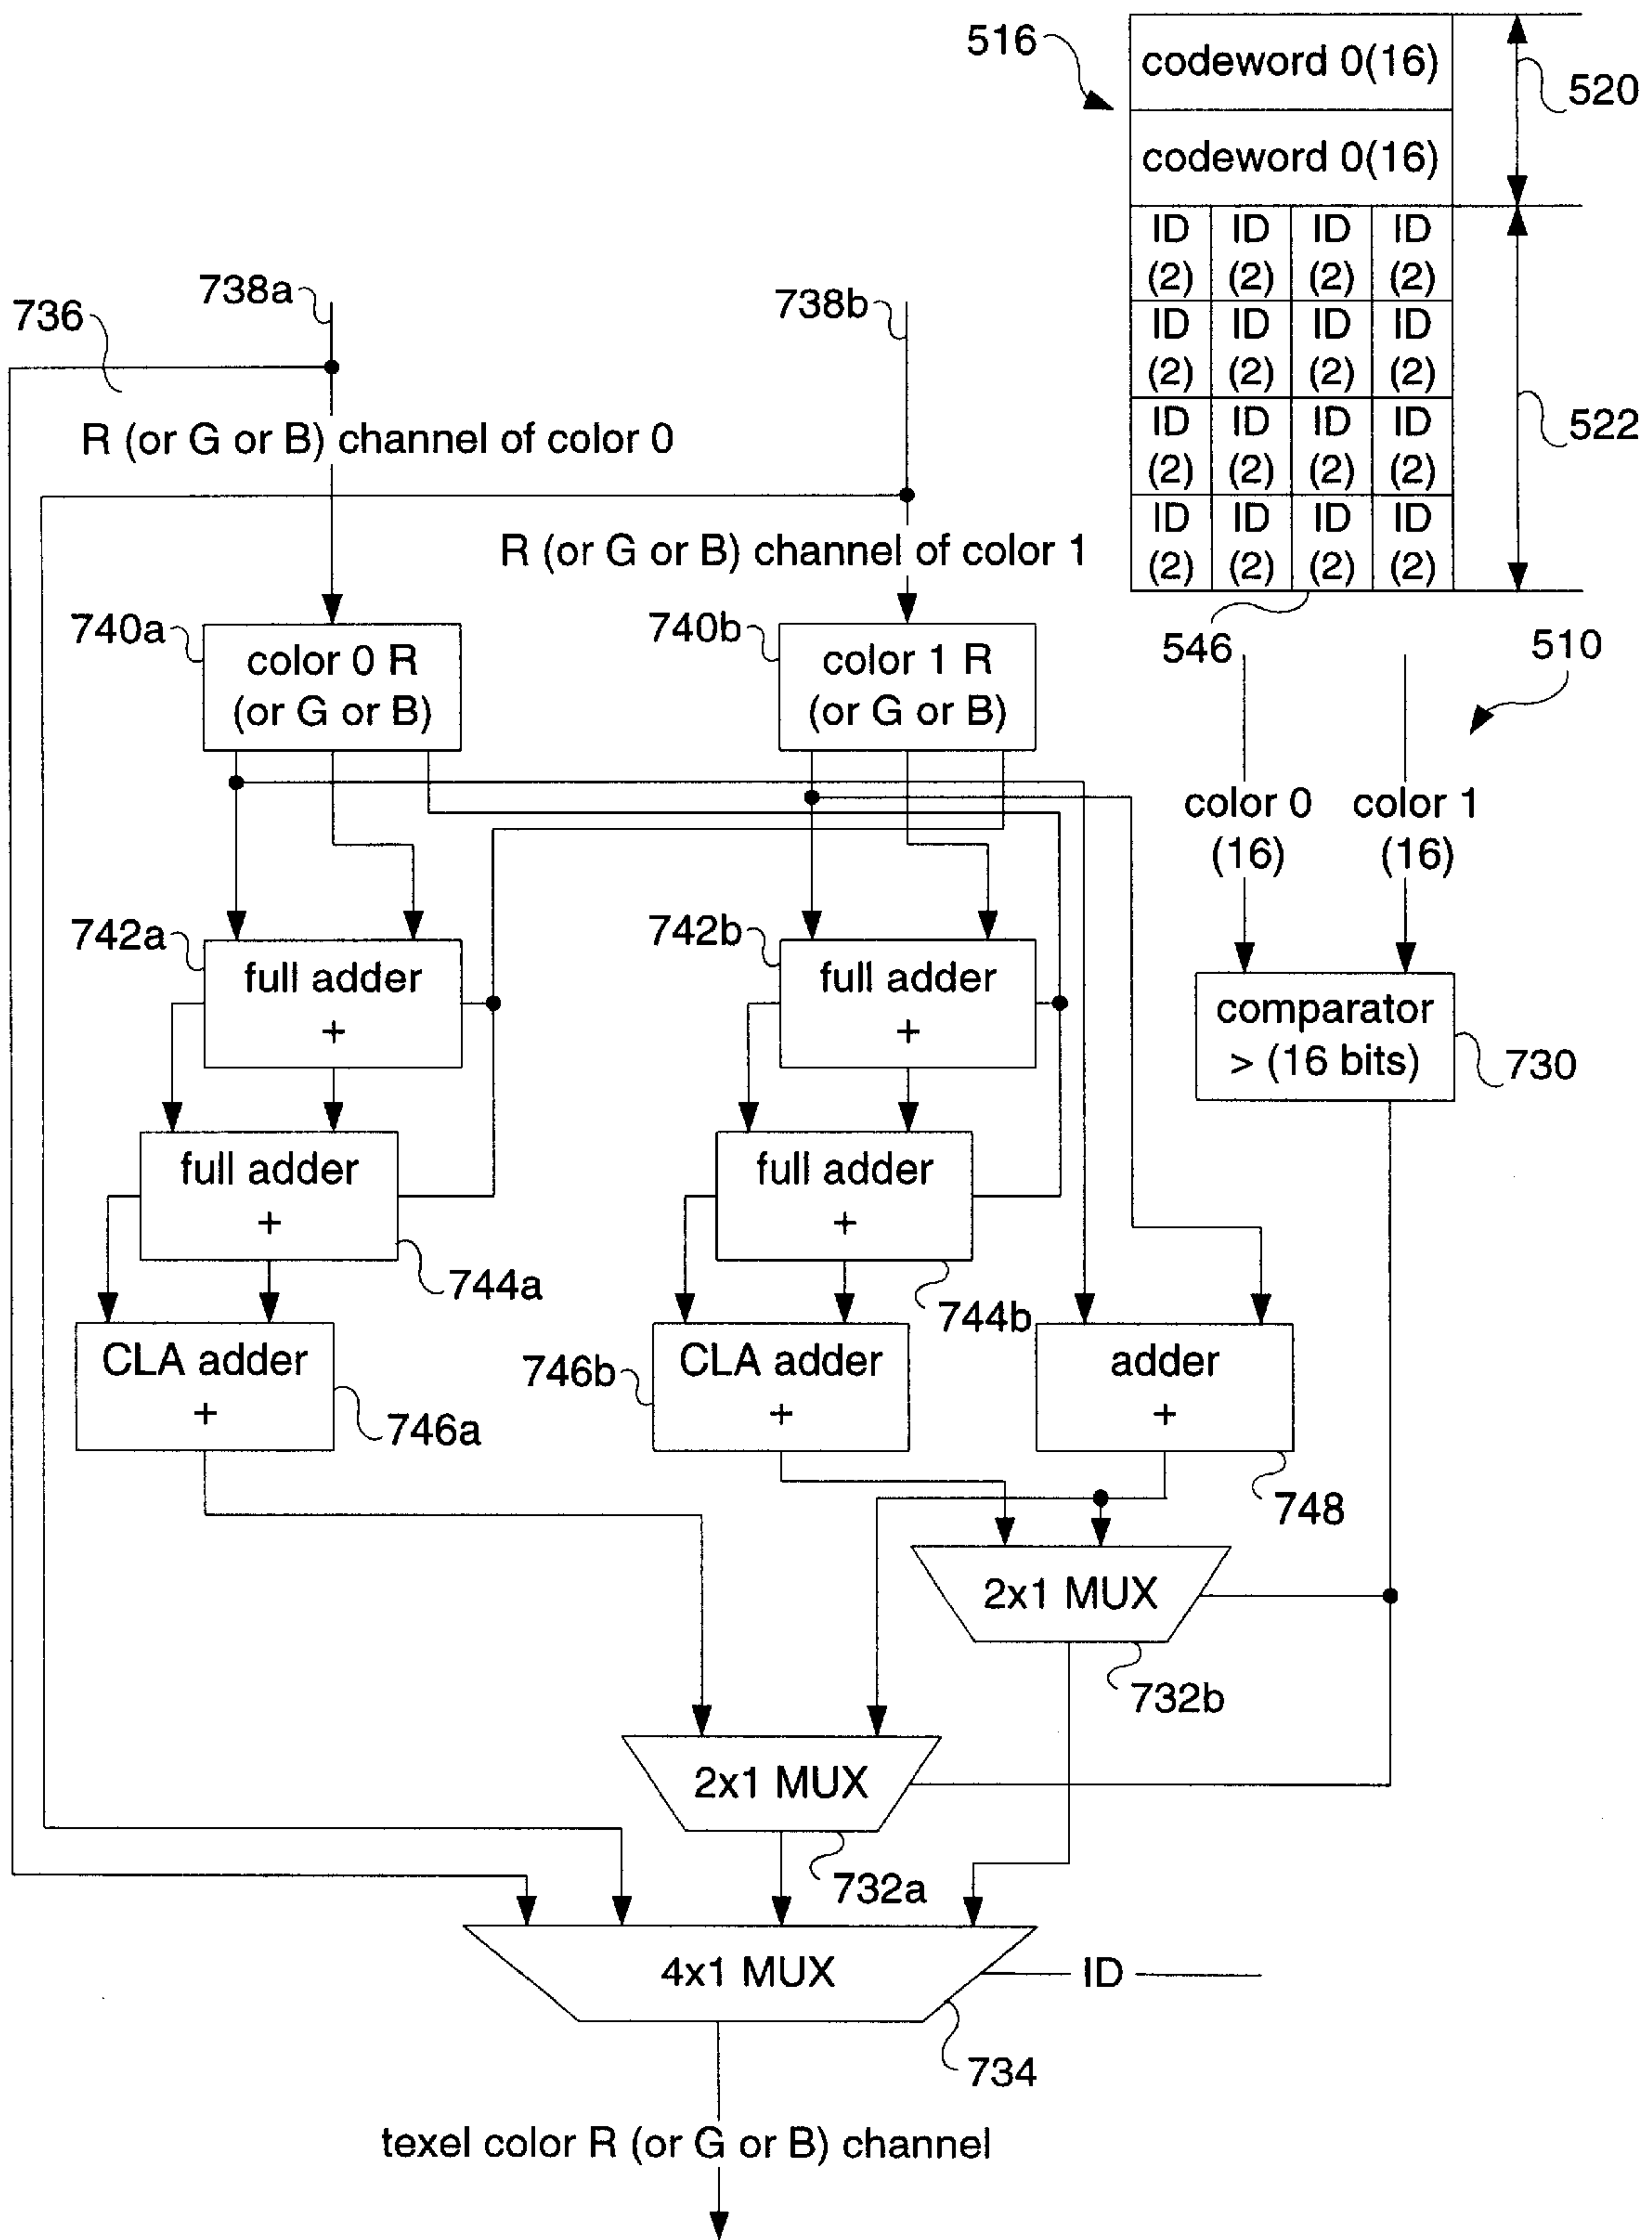 516
codeword 0(16)
520
codeword 0(16)
ID ID ID ID
(2) (2) (2) (2)
ID ID ID ID
(2) (2) (2) (2)
ID ID ID ID
(2) (2) (2) (2)
ID ID ID ID
(2) (2) (2) (2)
522
546
510
736
738a
738b
R (or G or B) channel of color 0
R (or G or B) channel of color 1
740a
color 0 R
(or G or B)
740b
color 1 R
(or G or B)
color 0
(16)
color 1
(16)
742a
full adder
+
742b
full adder
+
comparator
> (16 bits)
730
full adder
+
744a
full adder
+
744b
CLA adder
+
746a
746b
CLA adder
+
adder
+
748
2x1 MUX
732b
2x1 MUX
732a
4x1 MUX
ID
734
texel color R (or G or B) channel